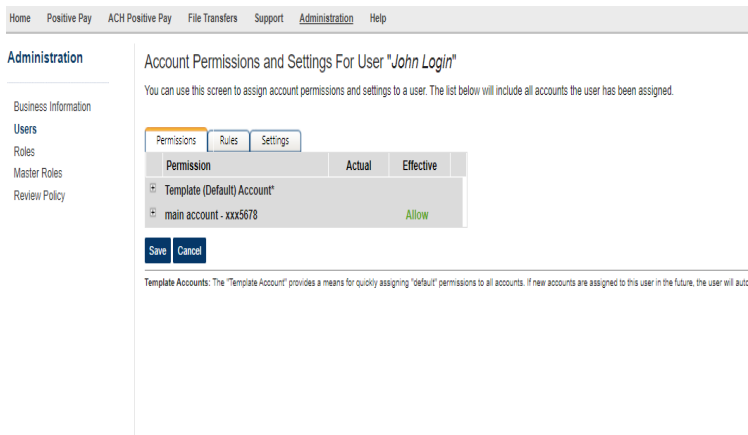 Home Positive Pay ACH Positive Pay File Transfers Support Administration Help
Administration
Business Information
Users
Roles
Master Roles
Review Policy
Account Permissions and Settings For User "John Login"
You can use this screen to assign account permissions and settings to a user. The list below will include all accounts the user has been assigned.
Permissions Rules Settings
Permission Actual Effective
Template (Default) Account*
main account - xxx5678 Allow
Save Cancel
Template Accounts: The "Template Account" provides a means for quickly assigning "default" permissions to all accounts. If new accounts are assigned to this user in the future, the user will auto